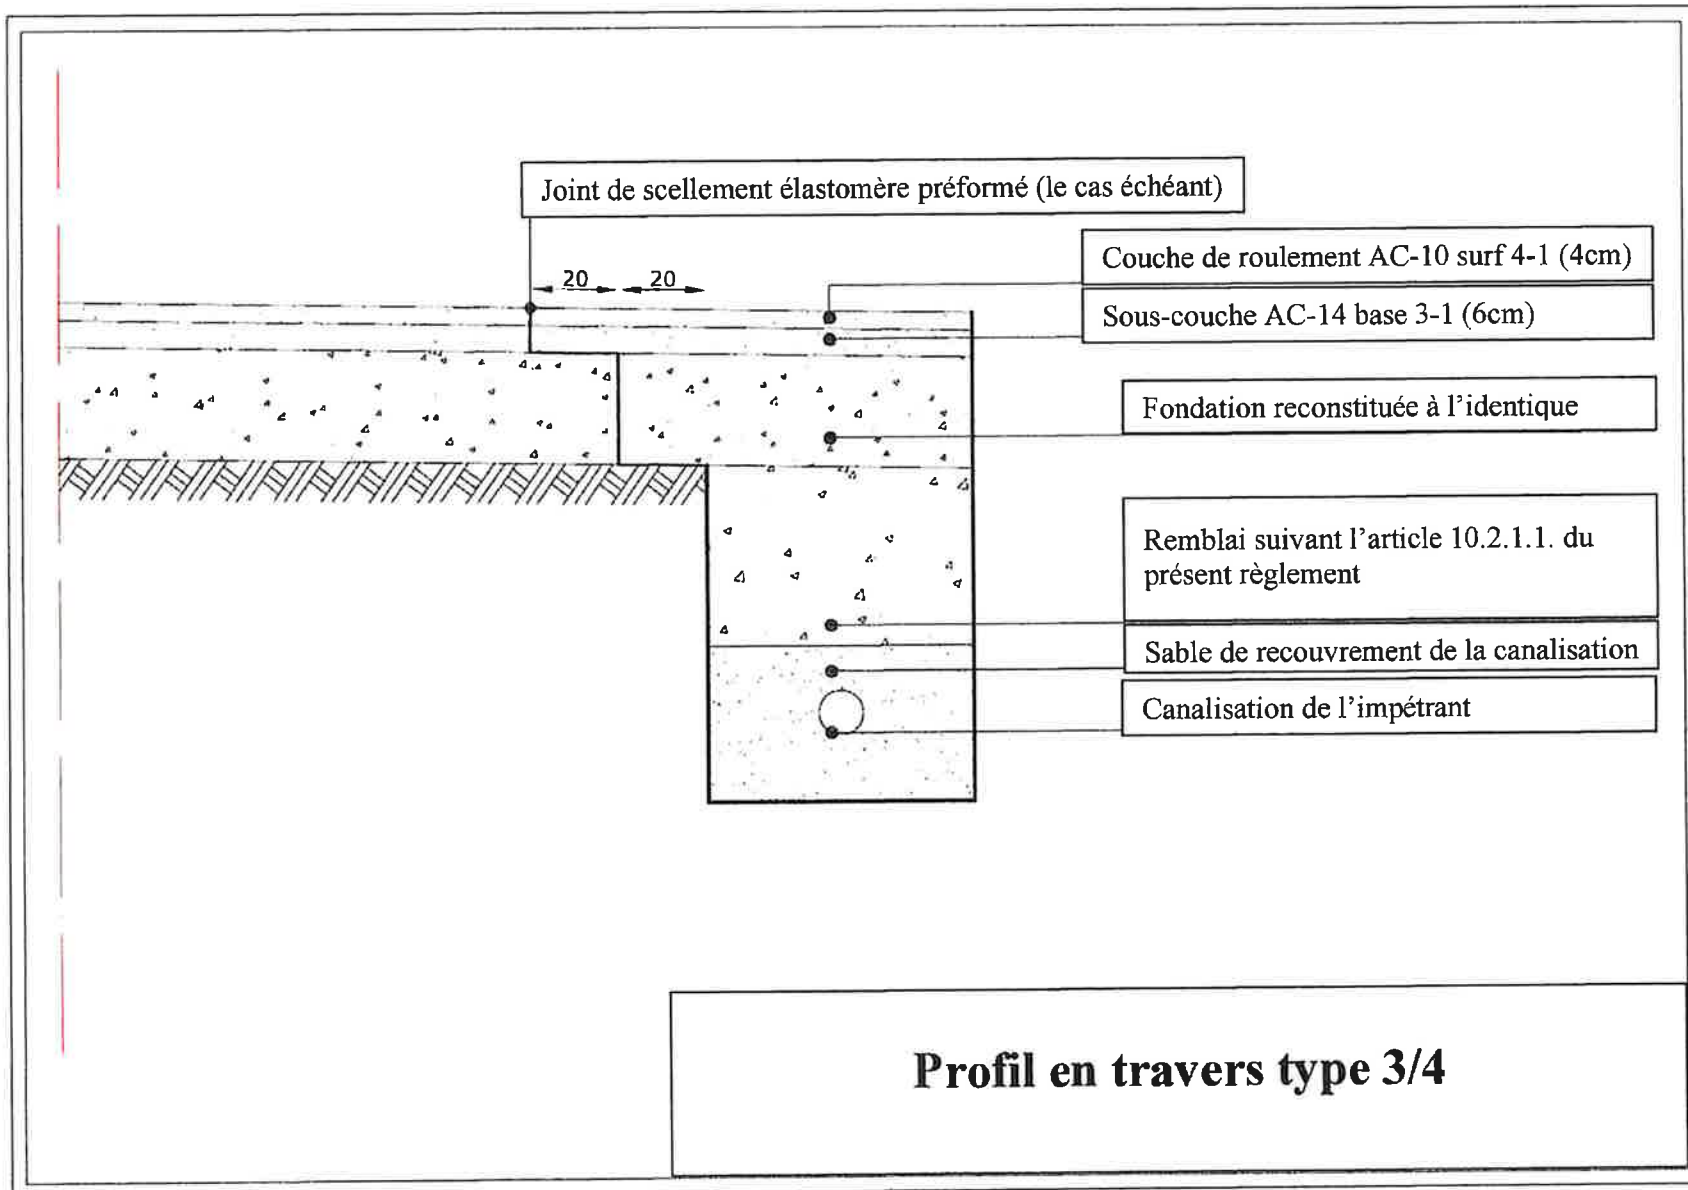 Joint de scellement élastomère préformé (le cas échéant)
Couche de roulement AC-10 surf 4-1 (4cm)
20 20
Sous-couche AC-14 base 3-1 (6cm)
Fondation reconstituée à l'identique
Remblai suivant l'article 10.2.1.1. du
présent règlement
Sable de recouvrement de la canalisation
Canalisation de l'impétrant
Profil en travers type 3/4